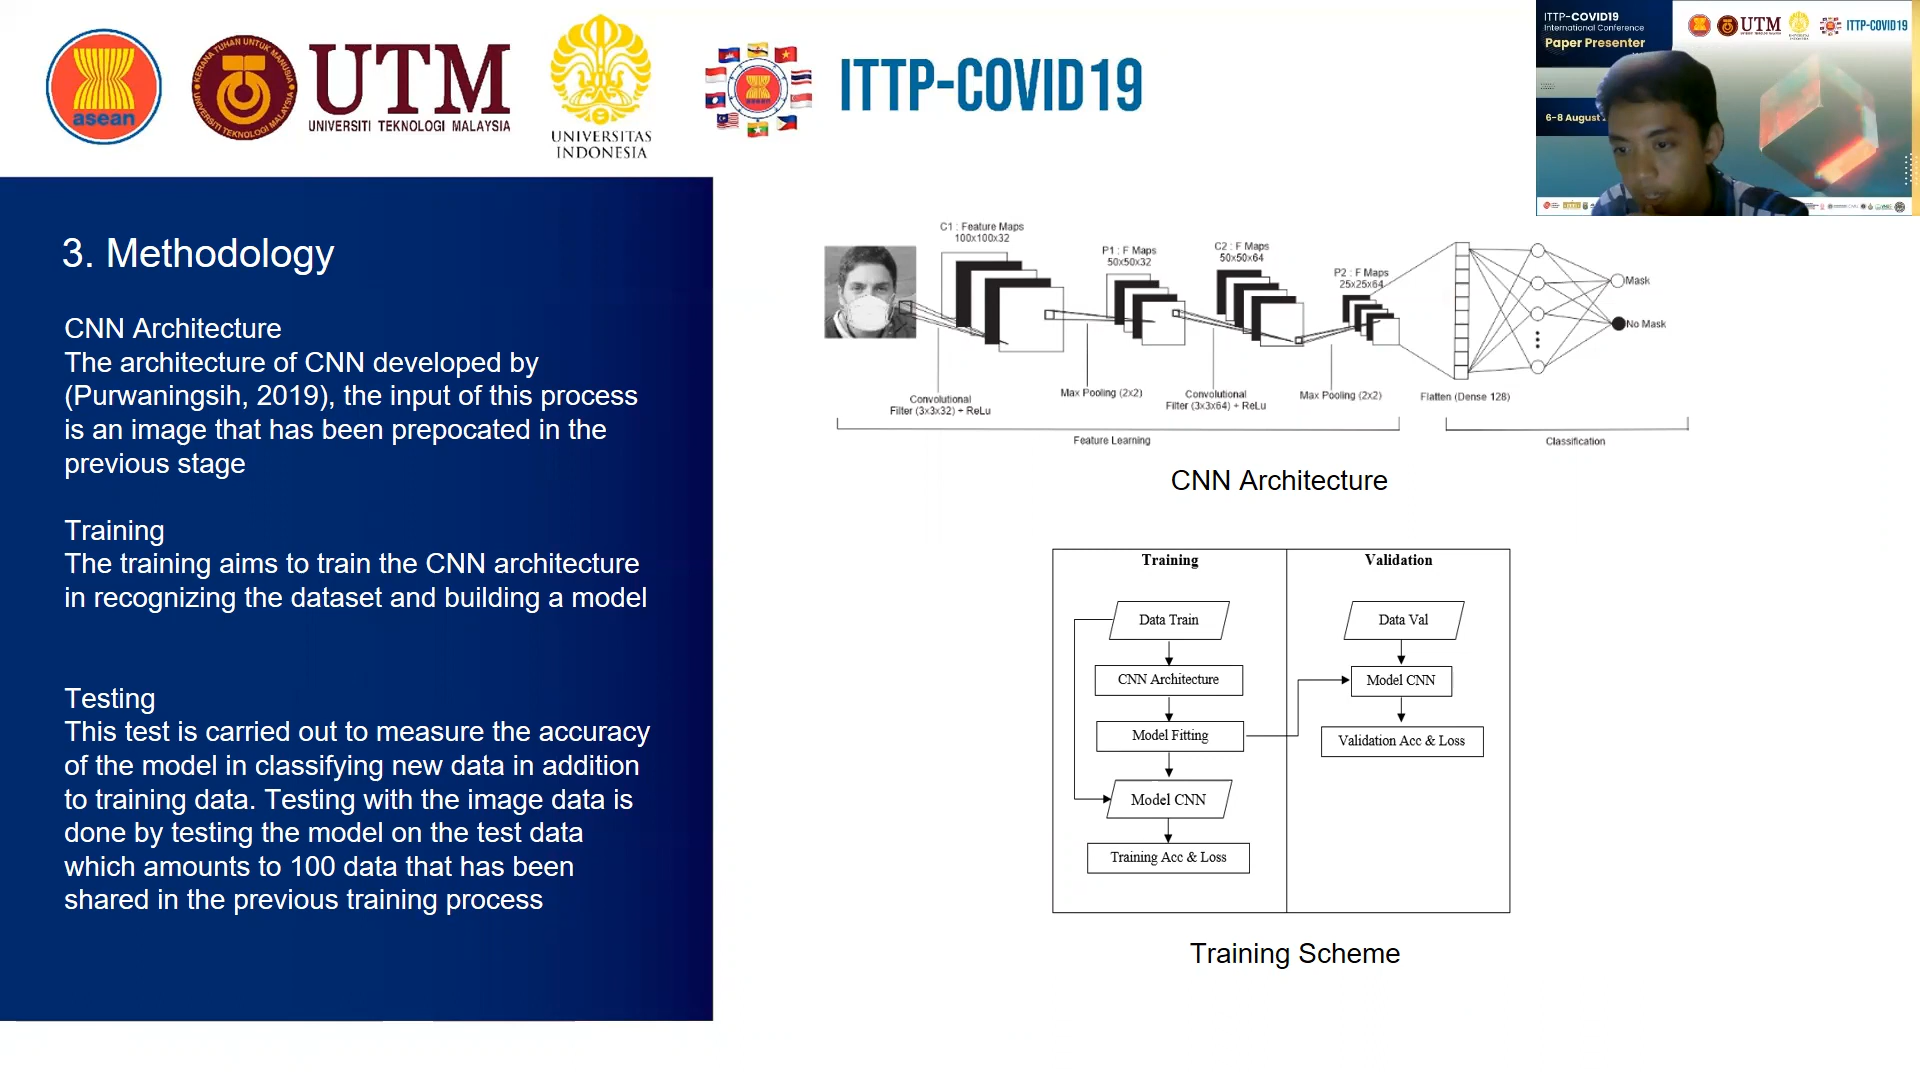 asean
UTM
UNIVERSITI TEKNOLOGI MALAYSIA
UNIVERSITAS
INDONESIA
ITTP-COVID19
ITTP-COVID19
International Conference
Paper Presenter
6-8 August
UTM
ITTP-COVID19
3. Methodology
CNN Architecture
The architecture of CNN developed by
(Purwaningsih, 2019), the input of this process
is an image that has been prepocated in the
previous stage
Training
The training aims to train the CNN architecture
in recognizing the dataset and building a model
Testing
This test is carried out to measure the accuracy
of the model in classifying new data in addition
to training data. Testing with the image data is
done by testing the model on the test data
which amounts to 100 data that has been
shared in the previous training process
C1 : Feature Maps
100x100x32
P1 : F Maps
50x50x32
C2 : F Maps
50x50x64
P2 : F Maps
25x25x64
Mask
No Mask
Convolutional
Filter (3x3x32) + ReLu
Max Pooling (2x2)
Convolutional
Filter (3x3x64) + ReLu
Max Pooling (2x2)
Flatten (Dense 128)
Feature Learning
Classification
CNN Architecture
Training
Validation
Data Train
Data Val
CNN Architecture
Model CNN
Model Fitting
Validation Acc & Loss
Model CNN
Training Acc & Loss
Training Scheme